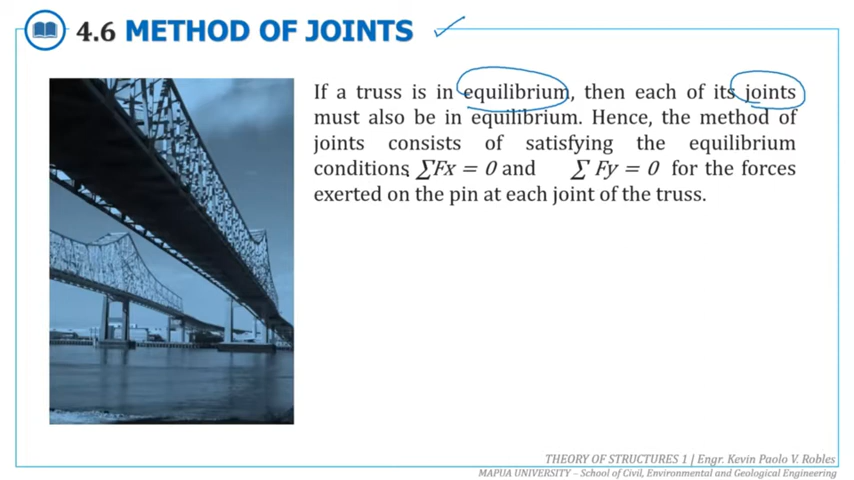 4.6 METHOD OF JOINTS
If a truss is in equilibrium, then each of its joints
must also be in equilibrium. Hence, the method of
joints consists of satisfying the equilibrium
conditions ∑Fx = 0 and ∑ Fy = 0 for the forces
exerted on the pin at each joint of the truss.
THEORY OF STRUCTURES 1 | Engr. Kevin Paolo V. Robles
MAPUA UNIVERSITY – School of Civil, Environmental and Geological Engineering